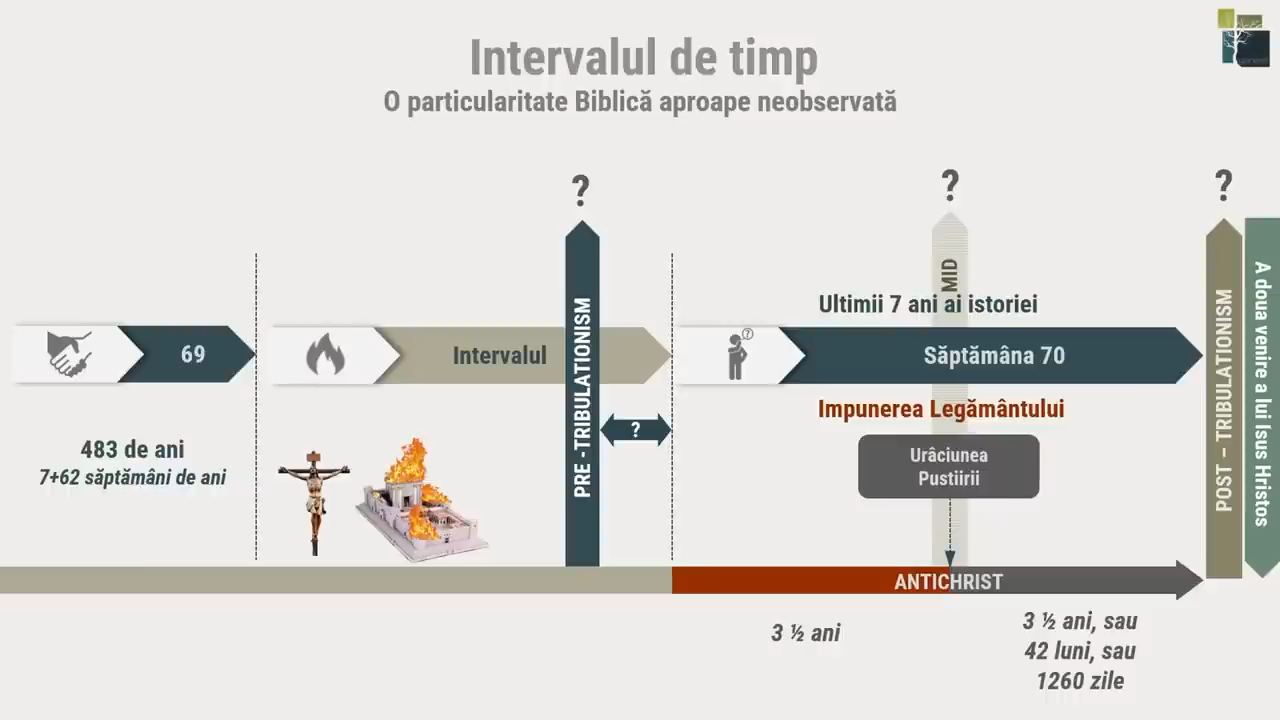 Intervalul de timp
O particularitate Biblică aproape neobservată
?
?
?
MID
Ultimii 7 ani ai istoriei
69
Intervalul
PRE -TRIBULATIONISM
?
Săptămâna 70
POST – TRIBULATIONISM
A doua venire a lui Isus Hristos
Impunerea Legământului
?
483 de ani
7+62 săptămâni de ani
Urâciunea
Pustiirii
ANTICHRIST
3 ½ ani
3 ½ ani, sau
42 luni, sau
1260 zile